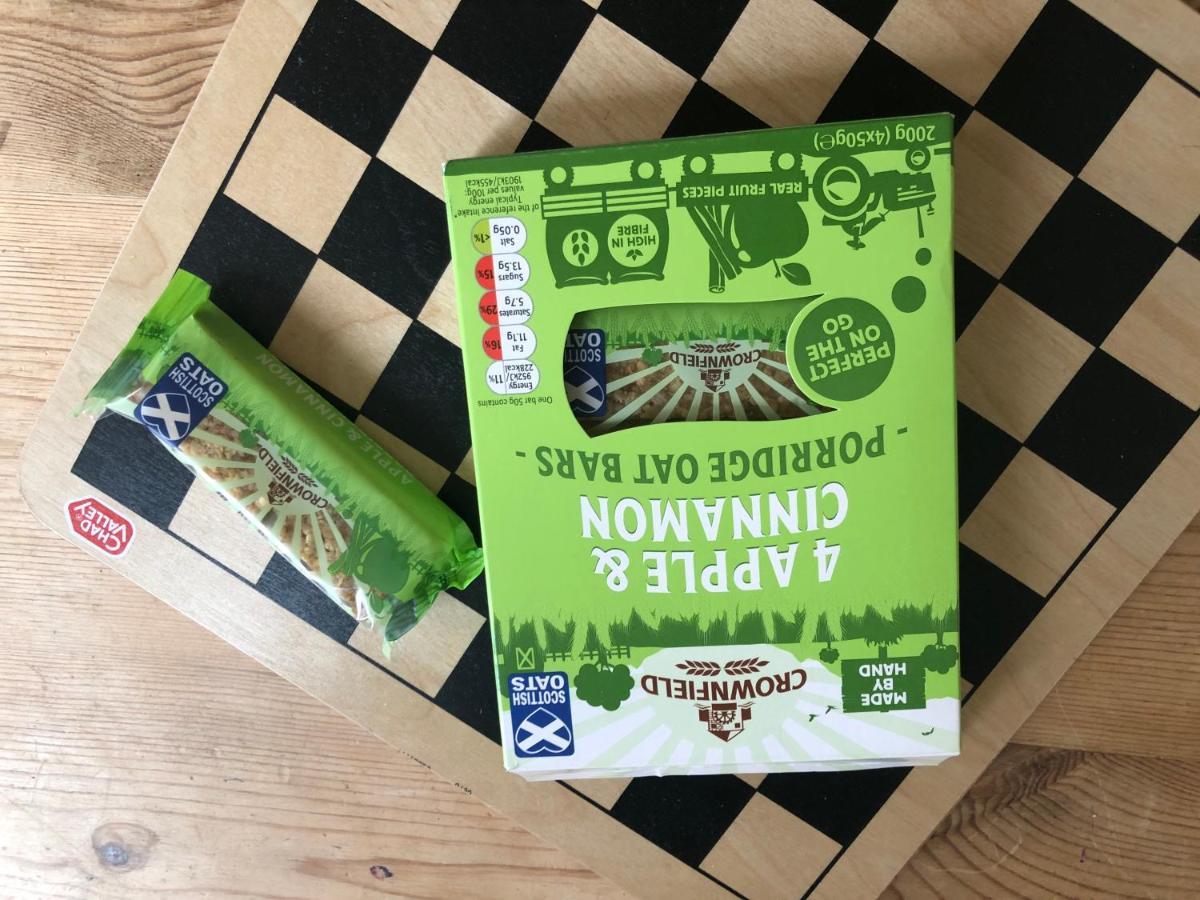 CROWNFIELD
MADE
BY
HAND
SCOTTISH
OATS
4 APPLE &
CINNAMON
- PORRIDGE OAT BARS -
PERFECT
ON THE
GO
CROWNFIELD
SCOTTISH
OATS
One bar 50g contains
Energy
952kJ/
228kcal
11%
Fat
11.1g
16%
Saturates
5.7g
29%
Sugars
13.5g
15%
Salt
0.05g
<1%
of the reference intake*
Typical energy
values per 100g:
1903kJ/455kcal
HIGH IN
FIBRE
REAL FRUIT PIECES
200g (4x50g℮)
SCOTTISH
OATS
CROWNFIELD
APPLE & CINNAMON
CHAD
VALLEY